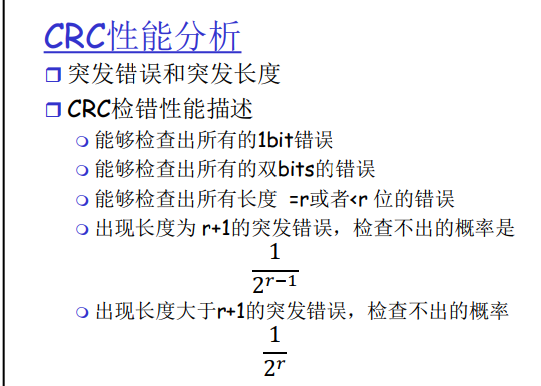 CRC性能分析
突发错误和突发长度
CRC检错性能描述
能够检查出所有的1bit错误
能够检查出所有的双bits的错误
能够检查出所有长度 =r或者<r 位的错误
出现长度为 r+1的突发错误，检查不出的概率是
1
2^{r−1}
出现长度大于r+1的突发错误，检查不出的概率
1
2^r